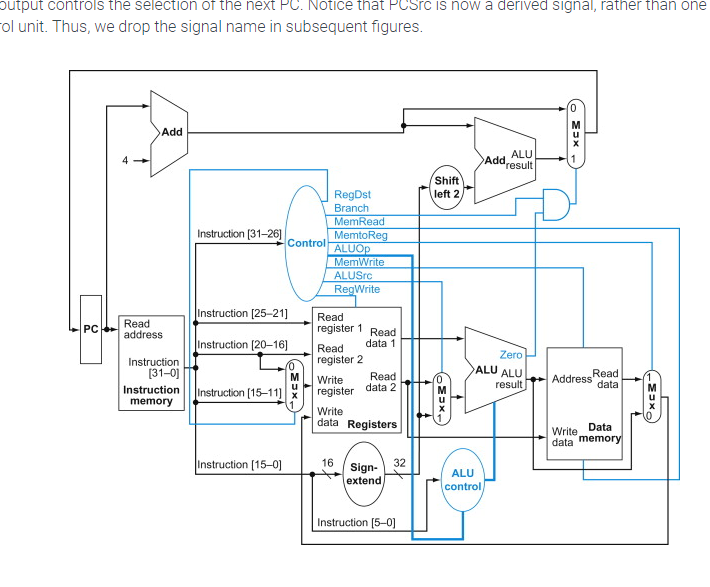 output controls the selection of the next PC. Notice that PCSrc is now a derived signal, rather than one
rol unit. Thus, we drop the signal name in subsequent figures.
Add
4
Add ALU
result
Shift
left 2
0
M
u
x
1
RegDst
Branch
MemRead
MemtoReg
ALUOp
MemWrite
ALUSrc
RegWrite
Instruction [31–26]
Control
PC
Read
address
Instruction
[31–0]
Instruction
memory
Instruction [25–21]
Instruction [20–16]
Instruction [15–11]
0
M
u
x
1
Read
register 1
Read
data 1
Read
register 2
Write
register
Read
data 2
Write
data
Registers
0
M
u
x
1
Zero
ALU ALU
result
Address
Read
data
Write
data
Data
memory
1
M
u
x
0
Instruction [15–0]
16
Sign-
extend
32
ALU
control
Instruction [5–0]